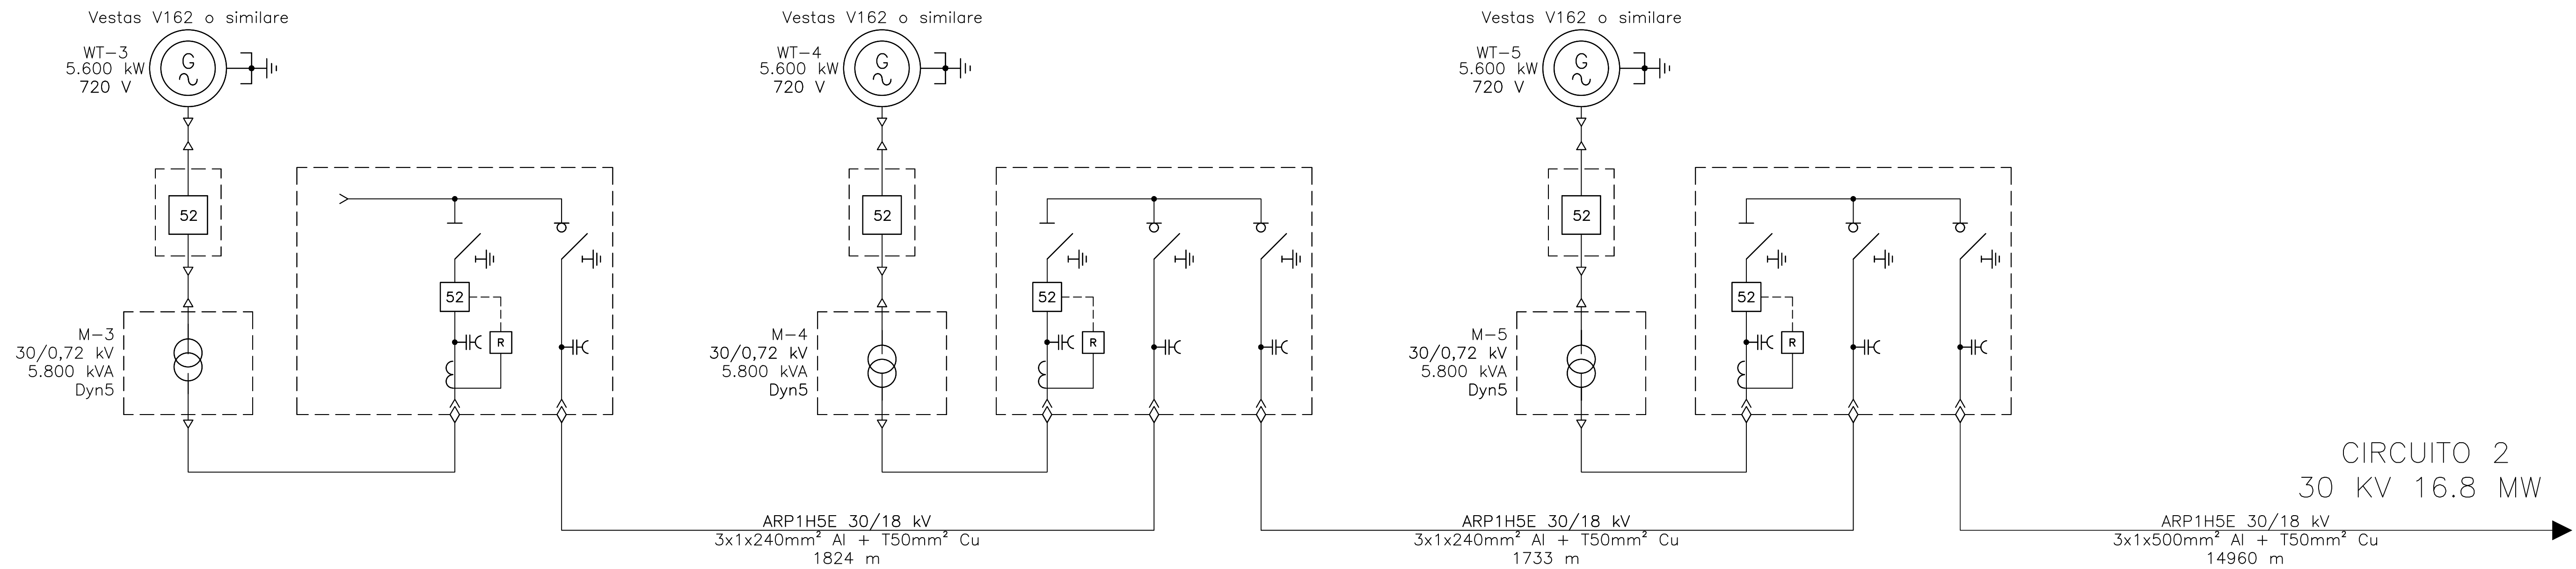 Vestas V162 o similare
WT-3
5.600 kW
720 V
G
52
M-3
30/0,72 kV
5.800 kVA
Dyn5
52
R
ARP1H5E 30/18 kV
3x1x240mm² Al + T50mm² Cu
1824 m
Vestas V162 o similare
WT-4
5.600 kW
720 V
G
52
M-4
30/0,72 kV
5.800 kVA
Dyn5
52
R
ARP1H5E 30/18 kV
3x1x240mm² Al + T50mm² Cu
1733 m
Vestas V162 o similare
WT-5
5.600 kW
720 V
G
52
M-5
30/0,72 kV
5.800 kVA
Dyn5
52
R
CIRCUITO 2
30 KV 16.8 MW
ARP1H5E 30/18 kV
3x1x500mm² Al + T50mm² Cu
14960 m